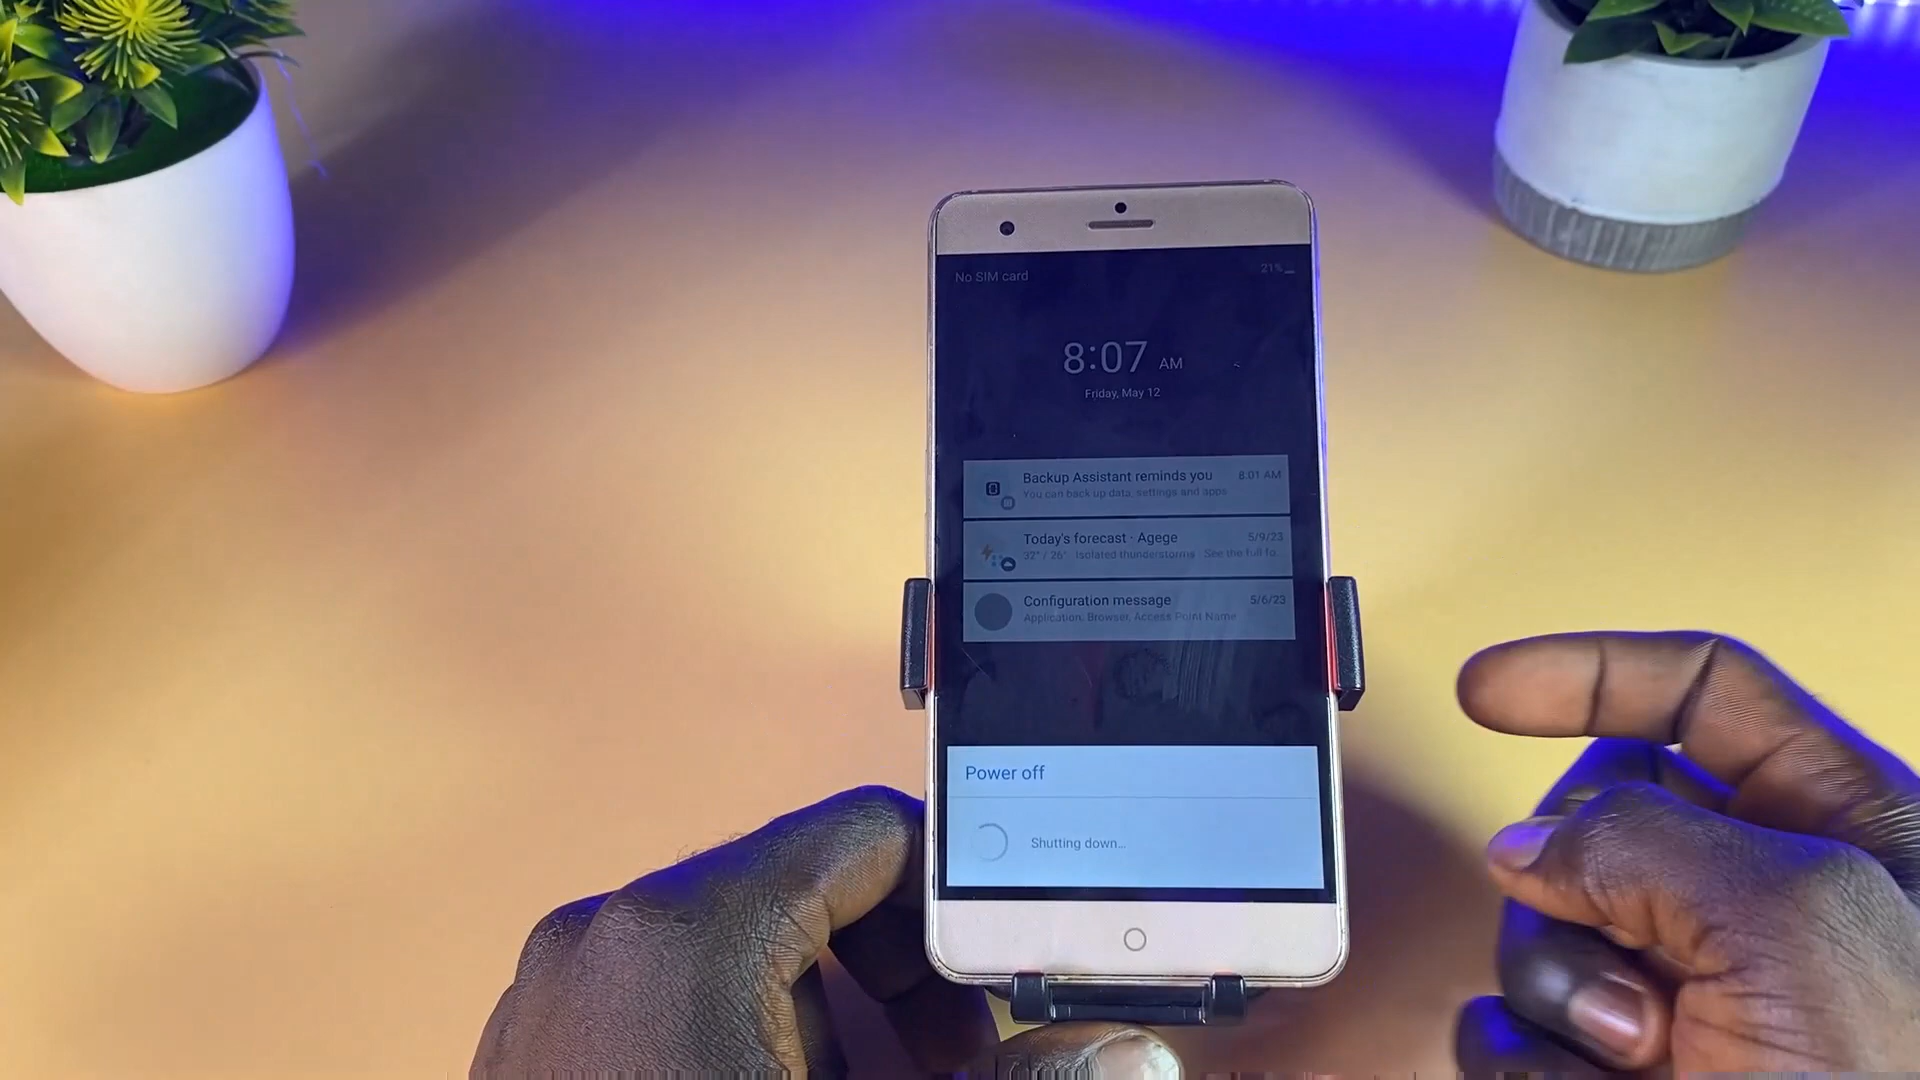 No SIM card 21%
8:07 AM
Friday, May 12
Backup Assistant reminds you 8:01 AM
You can back up data, settings and apps
Today's forecast · Agege 5/9/23
32° / 26° · Isolated thunderstorms · See the full fo..
Configuration message 5/6/23
Application, Browser, Access Point Name
Power off
Shutting down...